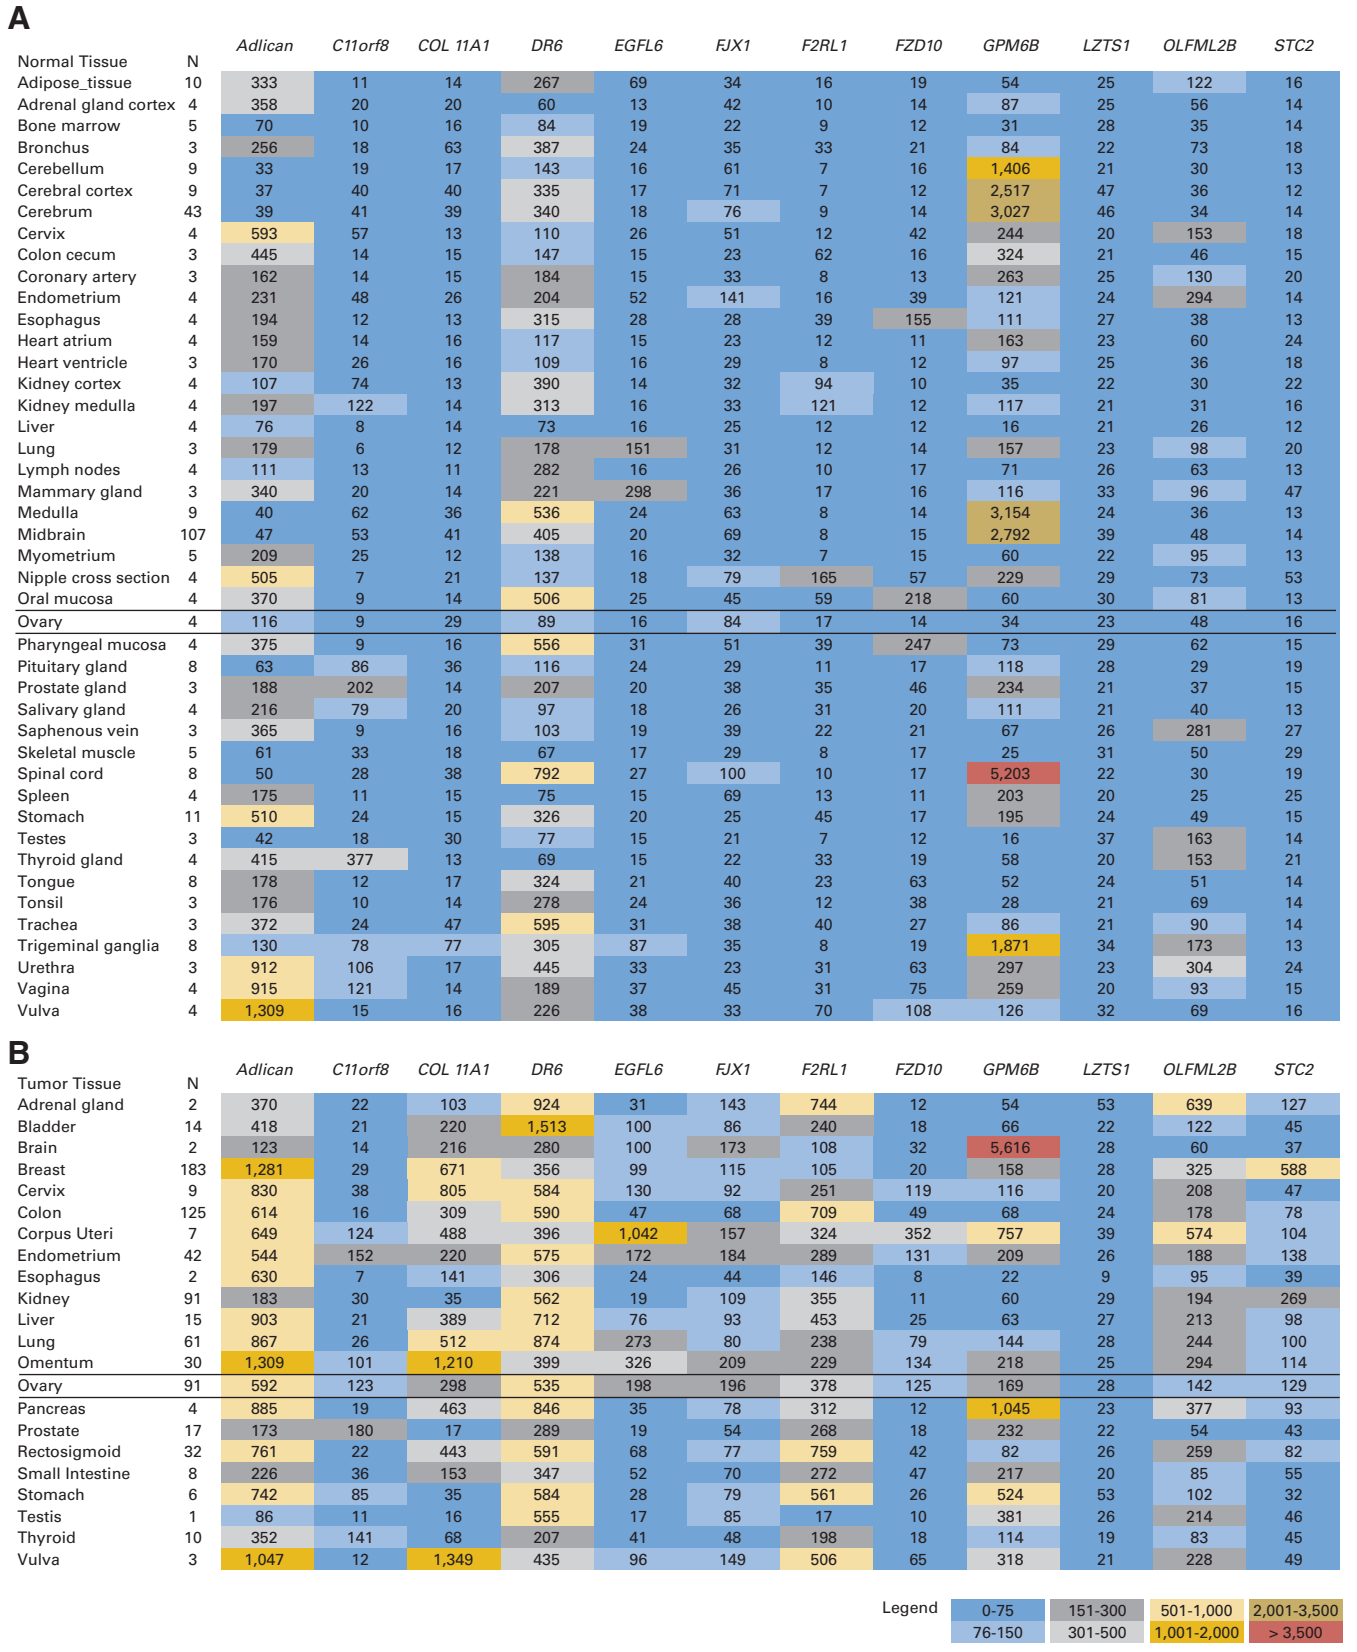 A
Adlican C11orf8 COL 11A1 DR6 EGFL6 FJX1 F2RL1 FZD10 GPM6B LZTS1 OLFML2B STC2
Normal Tissue N
Adipose_tissue 10 333 11 14 267 69 34 16 19 54 25 122 16
Adrenal gland cortex 4 358 20 20 60 13 42 10 14 87 25 56 14
Bone marrow 5 70 10 16 84 19 22 9 12 31 28 35 14
Bronchus 3 256 18 63 387 24 35 33 21 84 22 73 18
Cerebellum 9 33 19 17 143 16 61 7 16 1,406 21 30 13
Cerebral cortex 9 37 40 40 335 17 71 7 12 2,517 47 36 12
Cerebrum 43 39 41 39 340 18 76 9 14 3,027 46 34 14
Cervix 4 593 57 13 110 26 51 12 42 244 20 153 18
Colon cecum 3 445 14 15 147 15 23 62 16 324 21 46 15
Coronary artery 3 162 14 15 184 15 33 8 13 263 25 130 20
Endometrium 4 231 48 26 204 52 141 16 39 121 24 294 14
Esophagus 4 194 12 13 315 28 28 39 155 111 27 38 13
Heart atrium 4 159 14 16 117 15 23 12 11 163 23 60 24
Heart ventricle 3 170 26 16 109 16 29 8 12 97 25 36 18
Kidney cortex 4 107 74 13 390 14 32 94 10 35 22 30 22
Kidney medulla 4 197 122 14 313 16 33 121 12 117 21 31 16
Liver 4 76 8 14 73 16 25 12 12 16 21 26 12
Lung 3 179 6 12 178 151 31 12 14 157 23 98 20
Lymph nodes 4 111 13 11 282 16 26 10 17 71 26 63 13
Mammary gland 3 340 20 14 221 298 36 17 16 116 33 96 47
Medulla 9 40 62 36 536 24 63 8 14 3,154 24 36 13
Midbrain 107 47 53 41 405 20 69 8 15 2,792 39 48 14
Myometrium 5 209 25 12 138 16 32 7 15 60 22 95 13
Nipple cross section 4 505 7 21 137 18 79 165 57 229 29 73 53
Oral mucosa 4 370 9 14 506 25 45 59 218 60 30 81 13
Ovary 4 116 9 29 89 16 84 17 14 34 23 48 16
Pharyngeal mucosa 4 375 9 16 556 31 51 39 247 73 29 62 15
Pituitary gland 8 63 86 36 116 24 29 11 17 118 28 29 19
Prostate gland 3 188 202 14 207 20 38 35 46 234 21 37 15
Salivary gland 4 216 79 20 97 18 26 31 20 111 21 40 13
Saphenous vein 3 365 9 16 103 19 39 22 21 67 26 281 27
Skeletal muscle 5 61 33 18 67 17 29 8 17 25 31 50 29
Spinal cord 8 50 28 38 792 27 100 10 17 5,203 22 30 19
Spleen 4 175 11 15 75 15 69 13 11 203 20 25 25
Stomach 11 510 24 15 326 20 25 45 17 195 24 49 15
Testes 3 42 18 30 77 15 21 7 12 16 37 163 14
Thyroid gland 4 415 377 13 69 15 22 33 19 58 20 153 21
Tongue 8 178 12 17 324 21 40 23 63 52 24 51 14
Tonsil 3 176 10 14 278 24 36 12 38 28 21 69 14
Trachea 3 372 24 47 595 31 38 40 27 86 21 90 14
Trigeminal ganglia 8 130 78 77 305 87 35 8 19 1,871 34 173 13
Urethra 3 912 106 17 445 33 23 31 63 297 23 304 24
Vagina 4 915 121 14 189 37 45 31 75 259 20 93 15
Vulva 4 1,309 15 16 226 38 33 70 108 126 32 69 16
B
Adlican C11orf8 COL 11A1 DR6 EGFL6 FJX1 F2RL1 FZD10 GPM6B LZTS1 OLFML2B STC2
Tumor Tissue N
Adrenal gland 2 370 22 103 924 31 143 744 12 54 53 639 127
Bladder 14 418 21 220 1,513 100 86 240 18 66 22 122 45
Brain 2 123 14 216 280 100 173 108 32 5,616 28 60 37
Breast 183 1,281 29 671 356 99 115 105 20 158 28 325 588
Cervix 9 830 38 805 584 130 92 251 119 116 20 208 47
Colon 125 614 16 309 590 47 68 709 49 68 24 178 78
Corpus Uteri 7 649 124 488 396 1,042 157 324 352 757 39 574 104
Endometrium 42 544 152 220 575 172 184 289 131 209 26 188 138
Esophagus 2 630 7 141 306 24 44 146 8 22 9 95 39
Kidney 91 183 30 35 562 19 109 355 11 60 29 194 269
Liver 15 903 21 389 712 76 93 453 25 63 27 213 98
Lung 61 867 26 512 874 273 80 238 79 144 28 244 100
Omentum 30 1,309 101 1,210 399 326 209 229 134 218 25 294 114
Ovary 91 592 123 298 535 198 196 378 125 169 28 142 129
Pancreas 4 885 19 463 846 35 78 312 12 1,045 23 377 93
Prostate 17 173 180 17 289 19 54 268 18 232 22 54 43
Rectosigmoid 32 761 22 443 591 68 77 759 42 82 26 259 82
Small Intestine 8 226 36 153 347 52 70 272 47 217 20 85 55
Stomach 6 742 85 35 584 28 79 561 26 524 53 102 32
Testis 1 86 11 16 555 17 85 17 10 381 26 214 46
Thyroid 10 352 141 68 207 41 48 198 18 114 19 83 45
Vulva 3 1,047 12 1,349 435 96 149 506 65 318 21 228 49
Legend 0-75 151-300 501-1,000 2,001-3,500
76-150 301-500 1,001-2,000 > 3,500